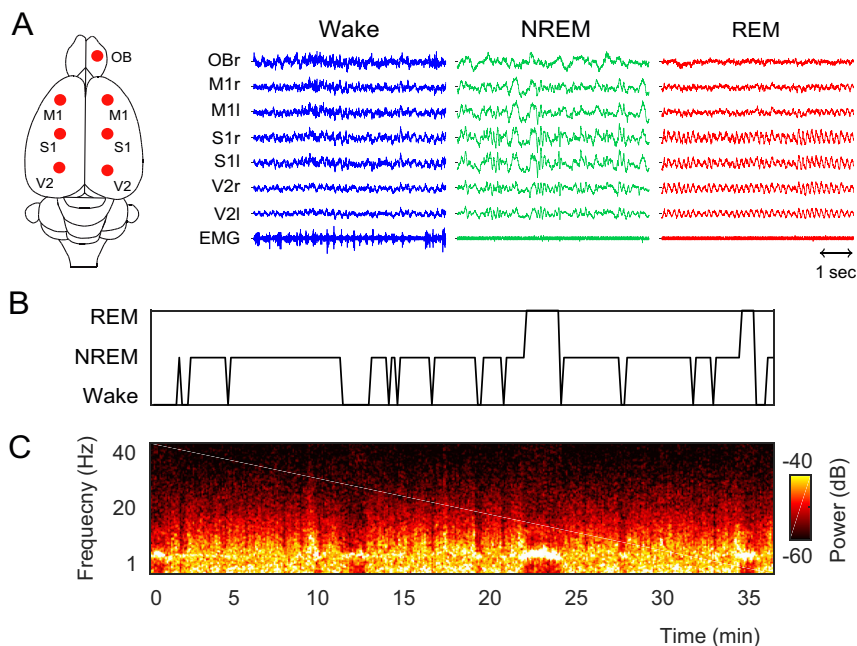 A
Wake
NREM
REM
OB
M1
M1
S1
S1
V2
V2
OBr
M1r
M1l
S1r
S1l
V2r
V2l
EMG
1 sec
B
REM
NREM
Wake
C
Frequecny (Hz)
40
20
1
0 5 10 15 20 25 30 35
Time (min)
-40
-60
Power (dB)